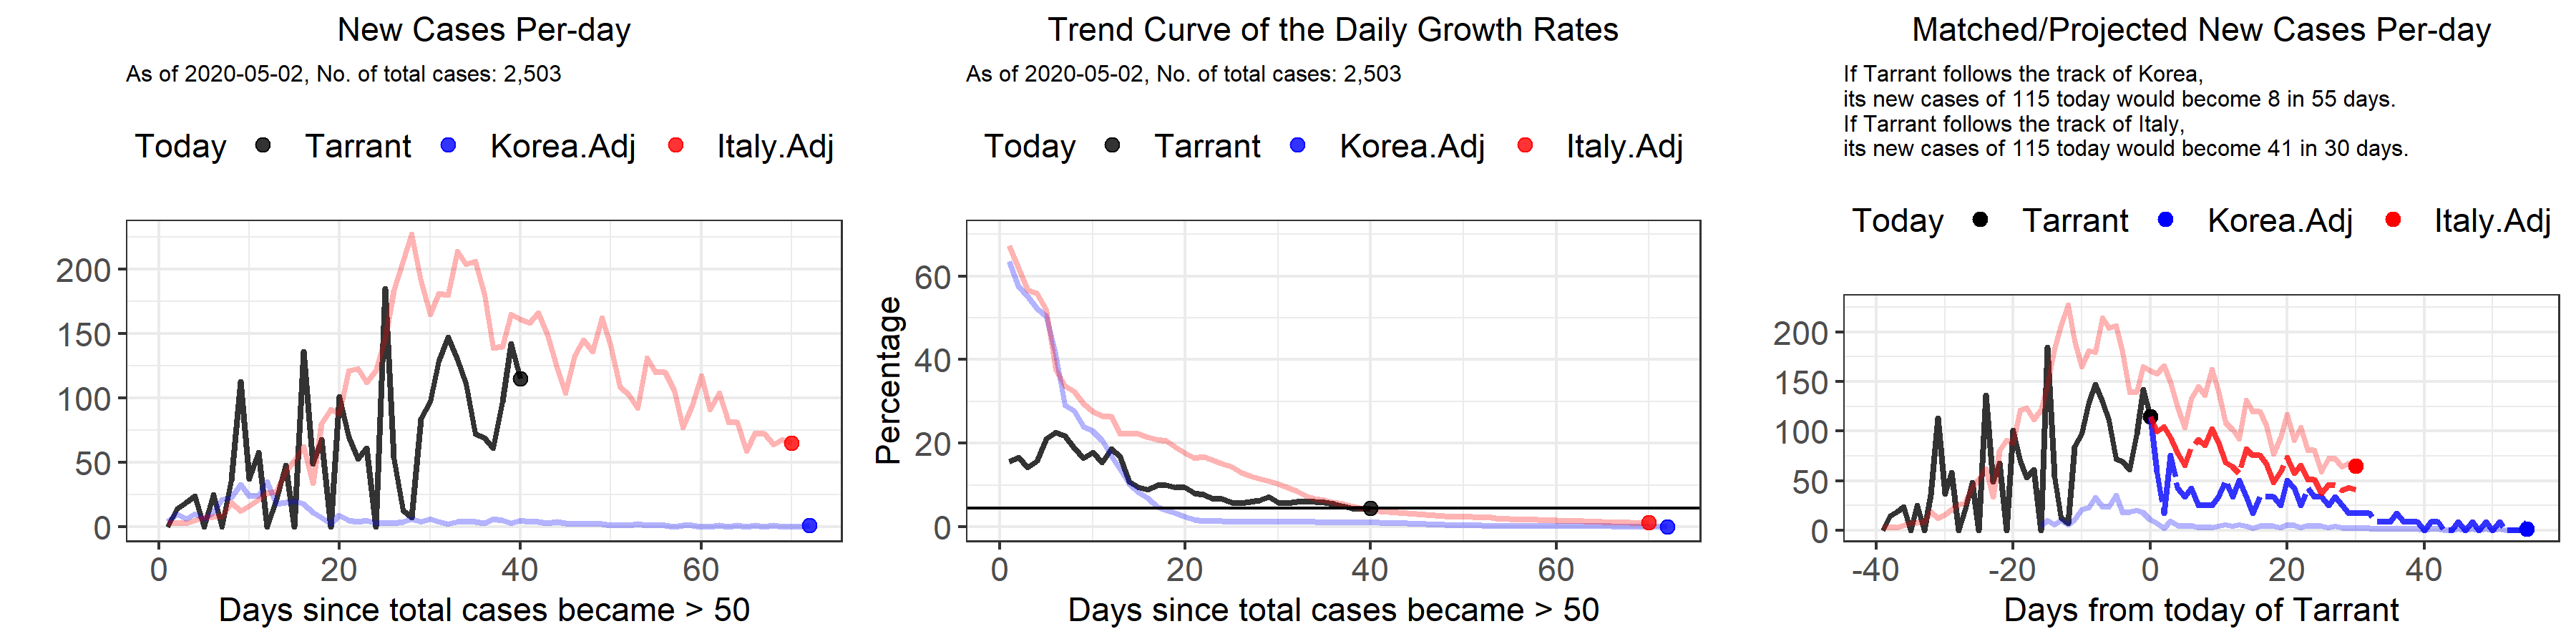 New Cases Per-day
As of 2020-05-02, No. of total cases: 2,503
Today Tarrant Korea.Adj Italy.Adj
200
150
100
50
0
0 20 40 60
Days since total cases became > 50
Trend Curve of the Daily Growth Rates
As of 2020-05-02, No. of total cases: 2,503
Today Tarrant Korea.Adj Italy.Adj
Percentage
60
40
20
0
0 20 40 60
Days since total cases became > 50
Matched/Projected New Cases Per-day
If Tarrant follows the track of Korea,
its new cases of 115 today would become 8 in 55 days.
If Tarrant follows the track of Italy,
its new cases of 115 today would become 41 in 30 days.
Today Tarrant Korea.Adj Italy.Adj
200
150
100
50
0
-40 -20 0 20 40
Days from today of Tarrant